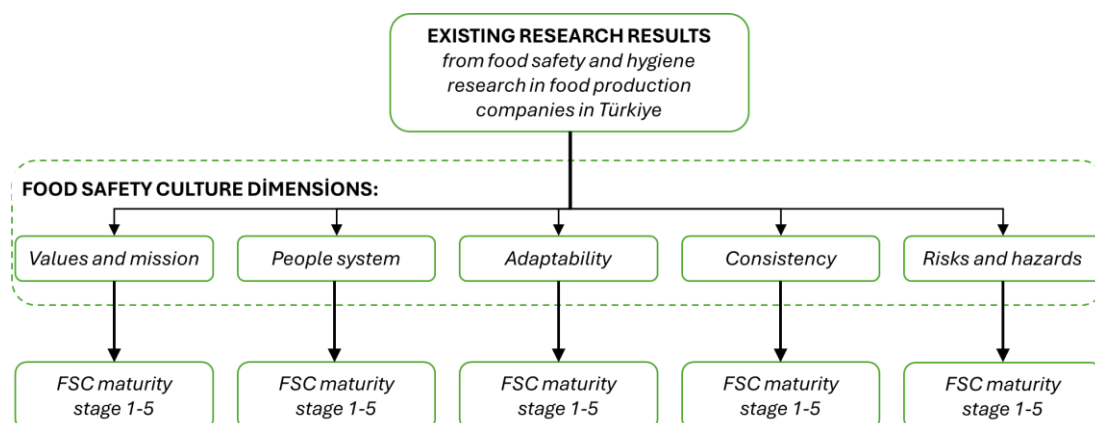 EXISTING RESEARCH RESULTS
from food safety and hygiene
research in food production
companies in Türkiye
FOOD SAFETY CULTURE DİMENSİONS:
Values and mission
People system
Adaptability
Consistency
Risks and hazards
FSC maturity
stage 1-5
FSC maturity
stage 1-5
FSC maturity
stage 1-5
FSC maturity
stage 1-5
FSC maturity
stage 1-5